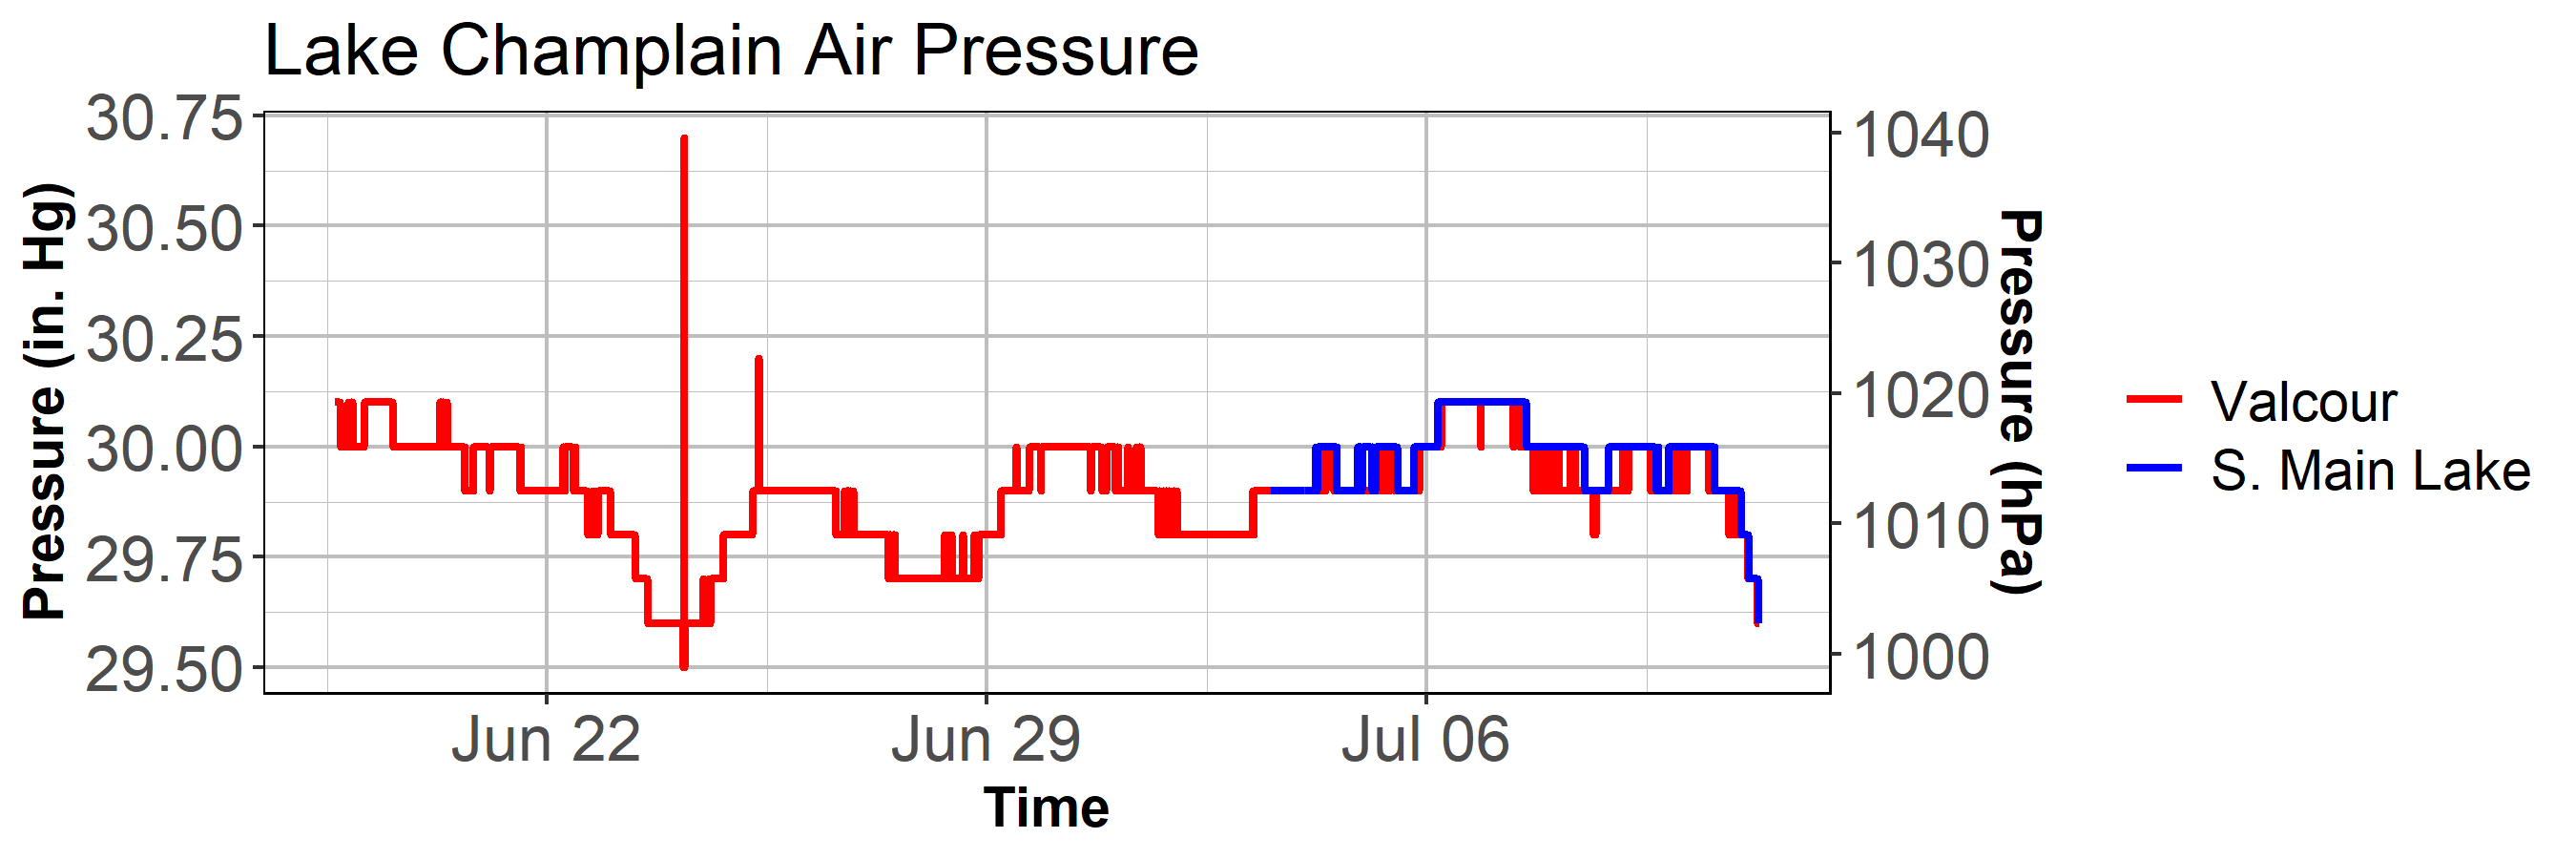 Lake Champlain Air Pressure
30.75
30.50
30.25
30.00
29.75
29.50
Pressure (in. Hg)
1040
1030
1020
1010
1000
Pressure (hPa)
Jun 22
Jun 29
Jul 06
Time
Valcour
S. Main Lake